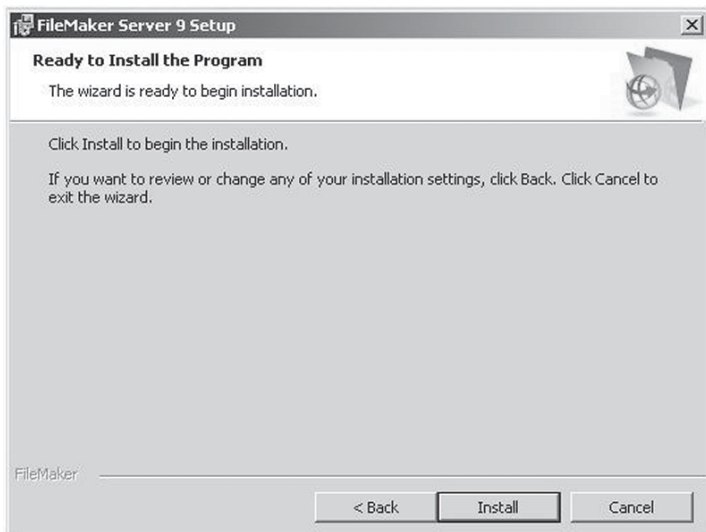 FileMaker Server 9 Setup
Ready to Install the Program
The wizard is ready to begin installation.
Click Install to begin the installation.
If you want to review or change any of your installation settings, click Back. Click Cancel to
exit the wizard.
FileMaker
< Back
Install
Cancel